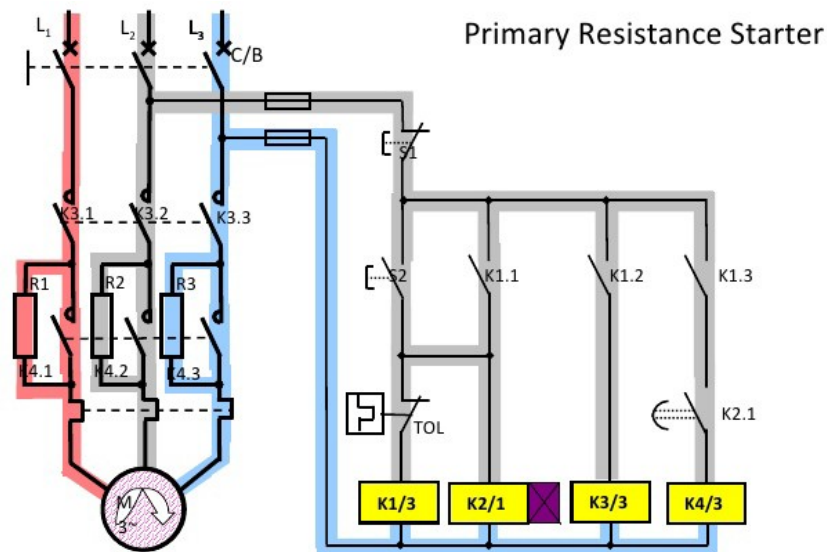 L1 L2 L3
C/B
Primary Resistance Starter
S1
K3.1 K3.2 K3.3
S2 K1.1 K1.2 K1.3
R1 R2 R3
K4.1 K4.2 K4.3
TOL K2.1
K1/3 K2/1 K3/3 K4/3
M
3~